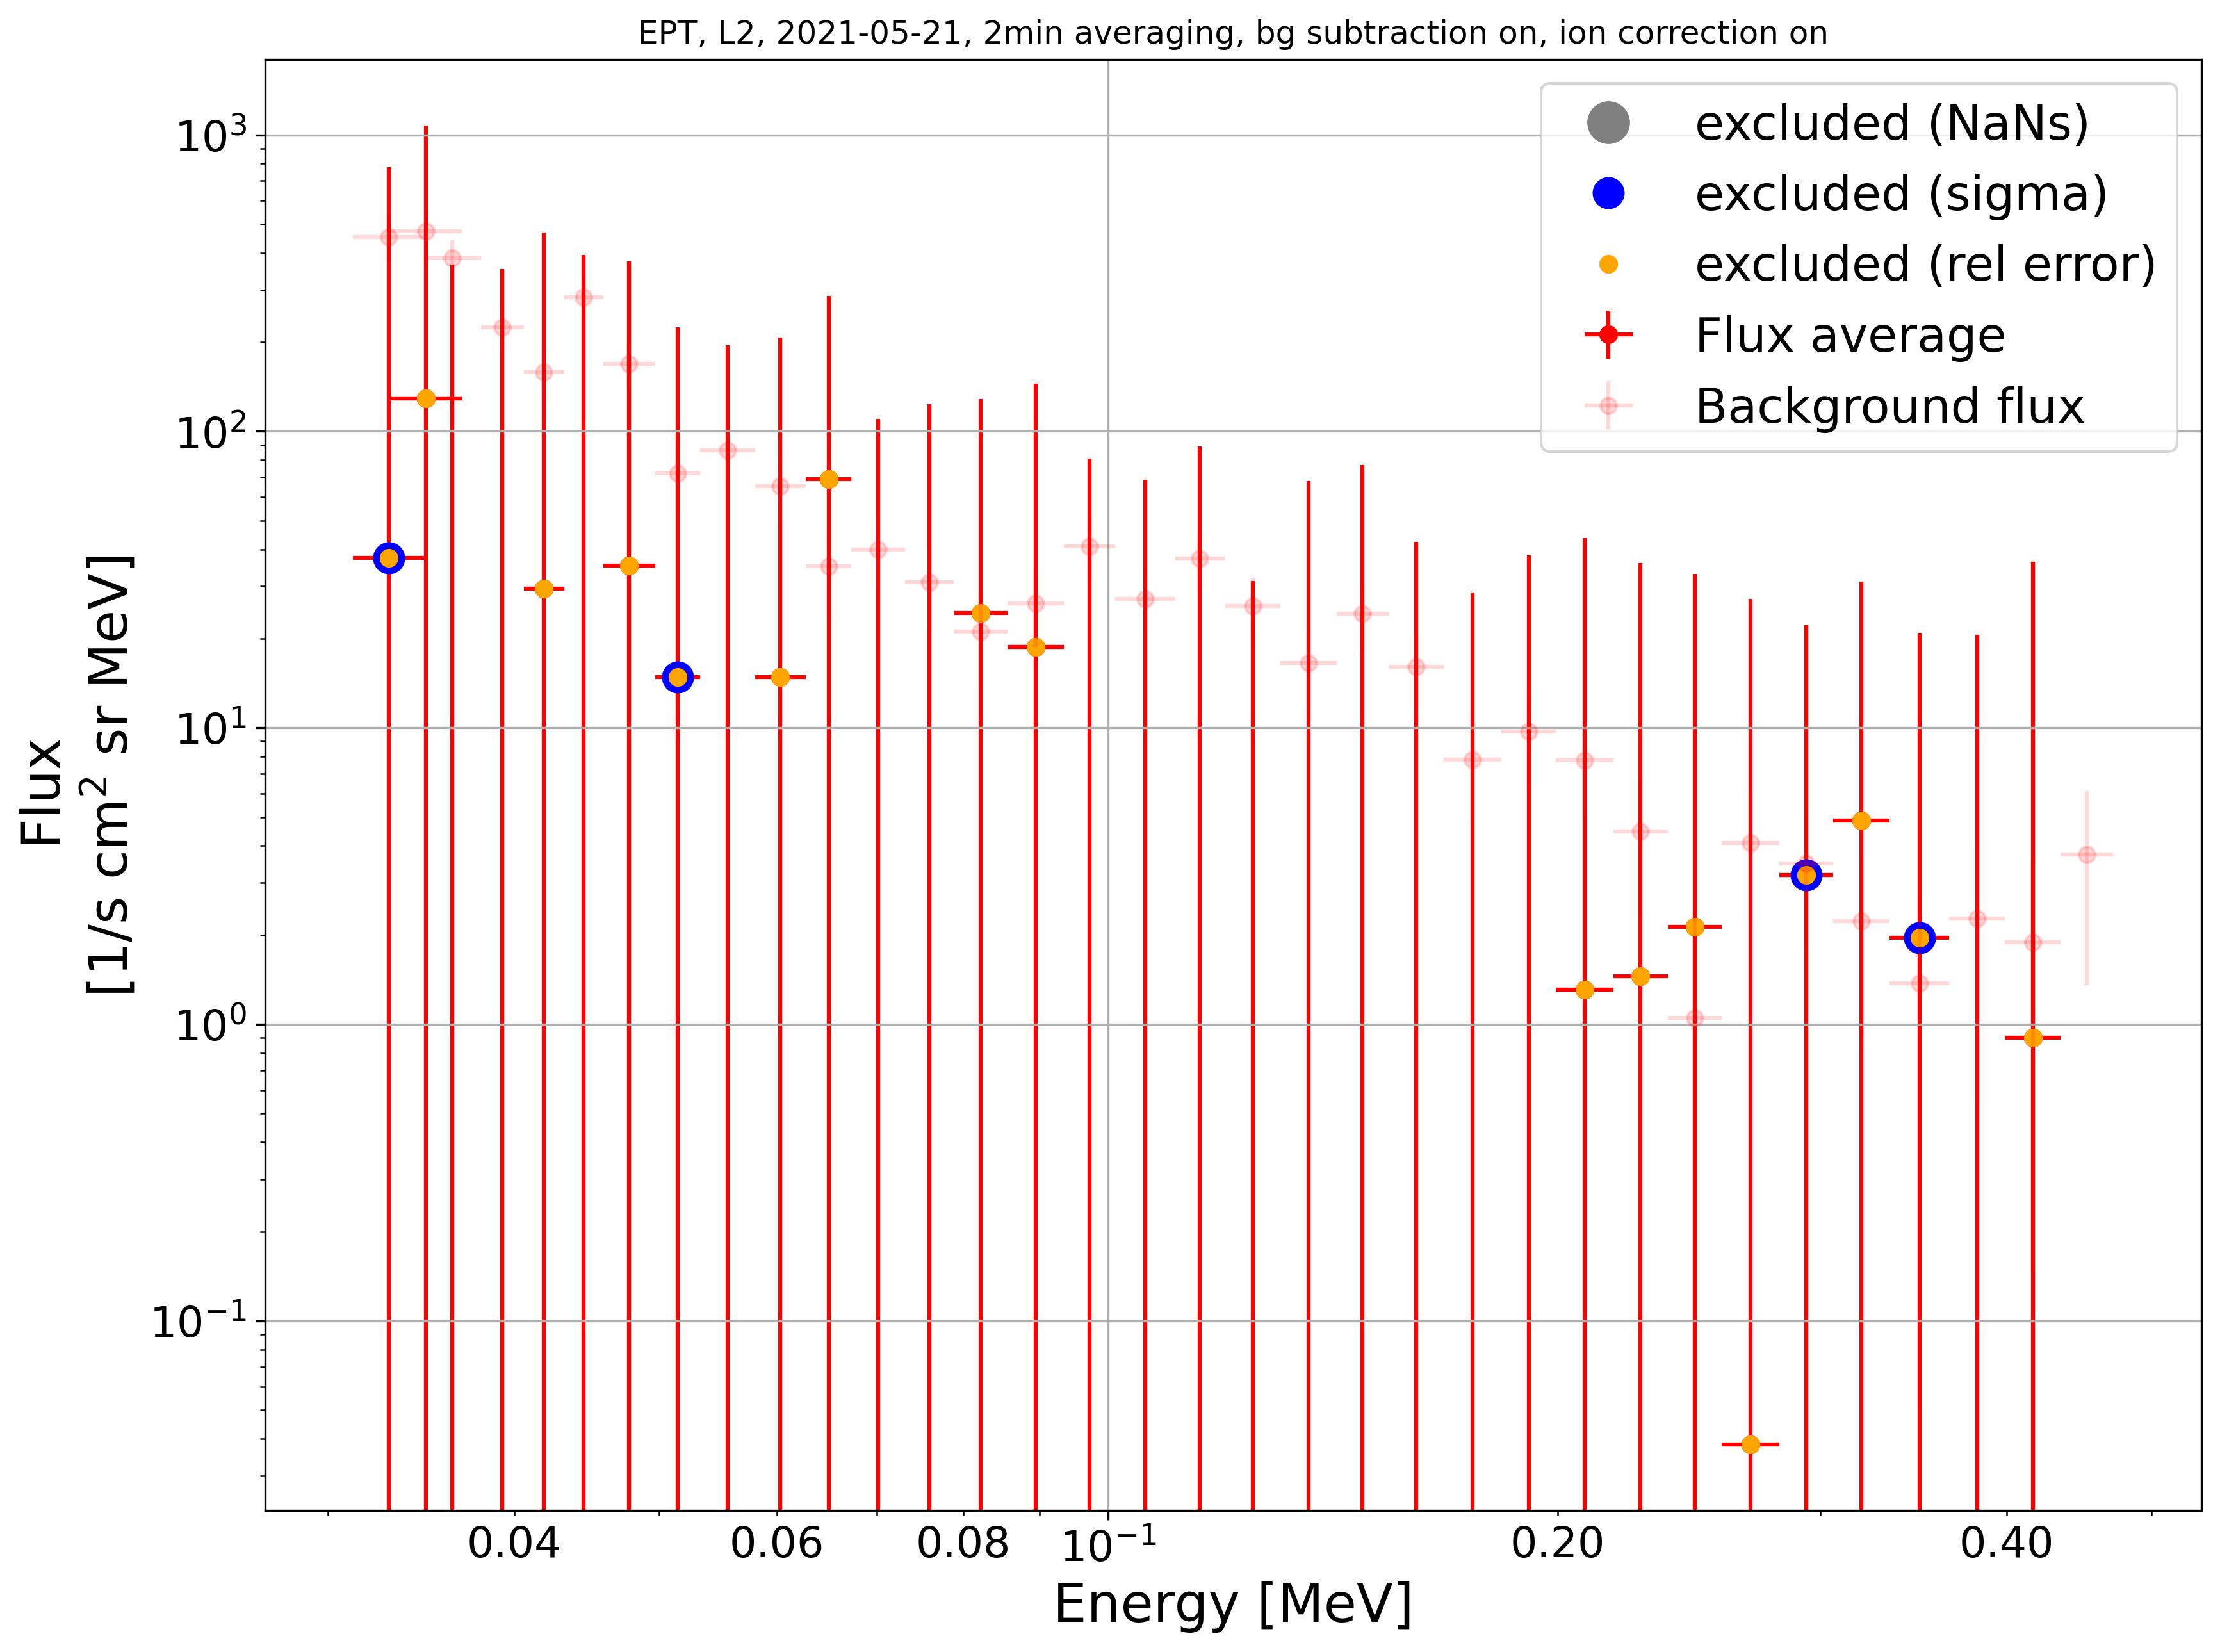 EPT, L2, 2021-05-21, 2min averaging, bg subtraction on, ion correction on
10³
10²
10¹
10⁰
10⁻¹
Flux
[1/s cm² sr MeV]
excluded (NaNs)
excluded (sigma)
excluded (rel error)
Flux average
Background flux
0.04 0.06 0.08 10⁻¹ 0.20 0.40
Energy [MeV]